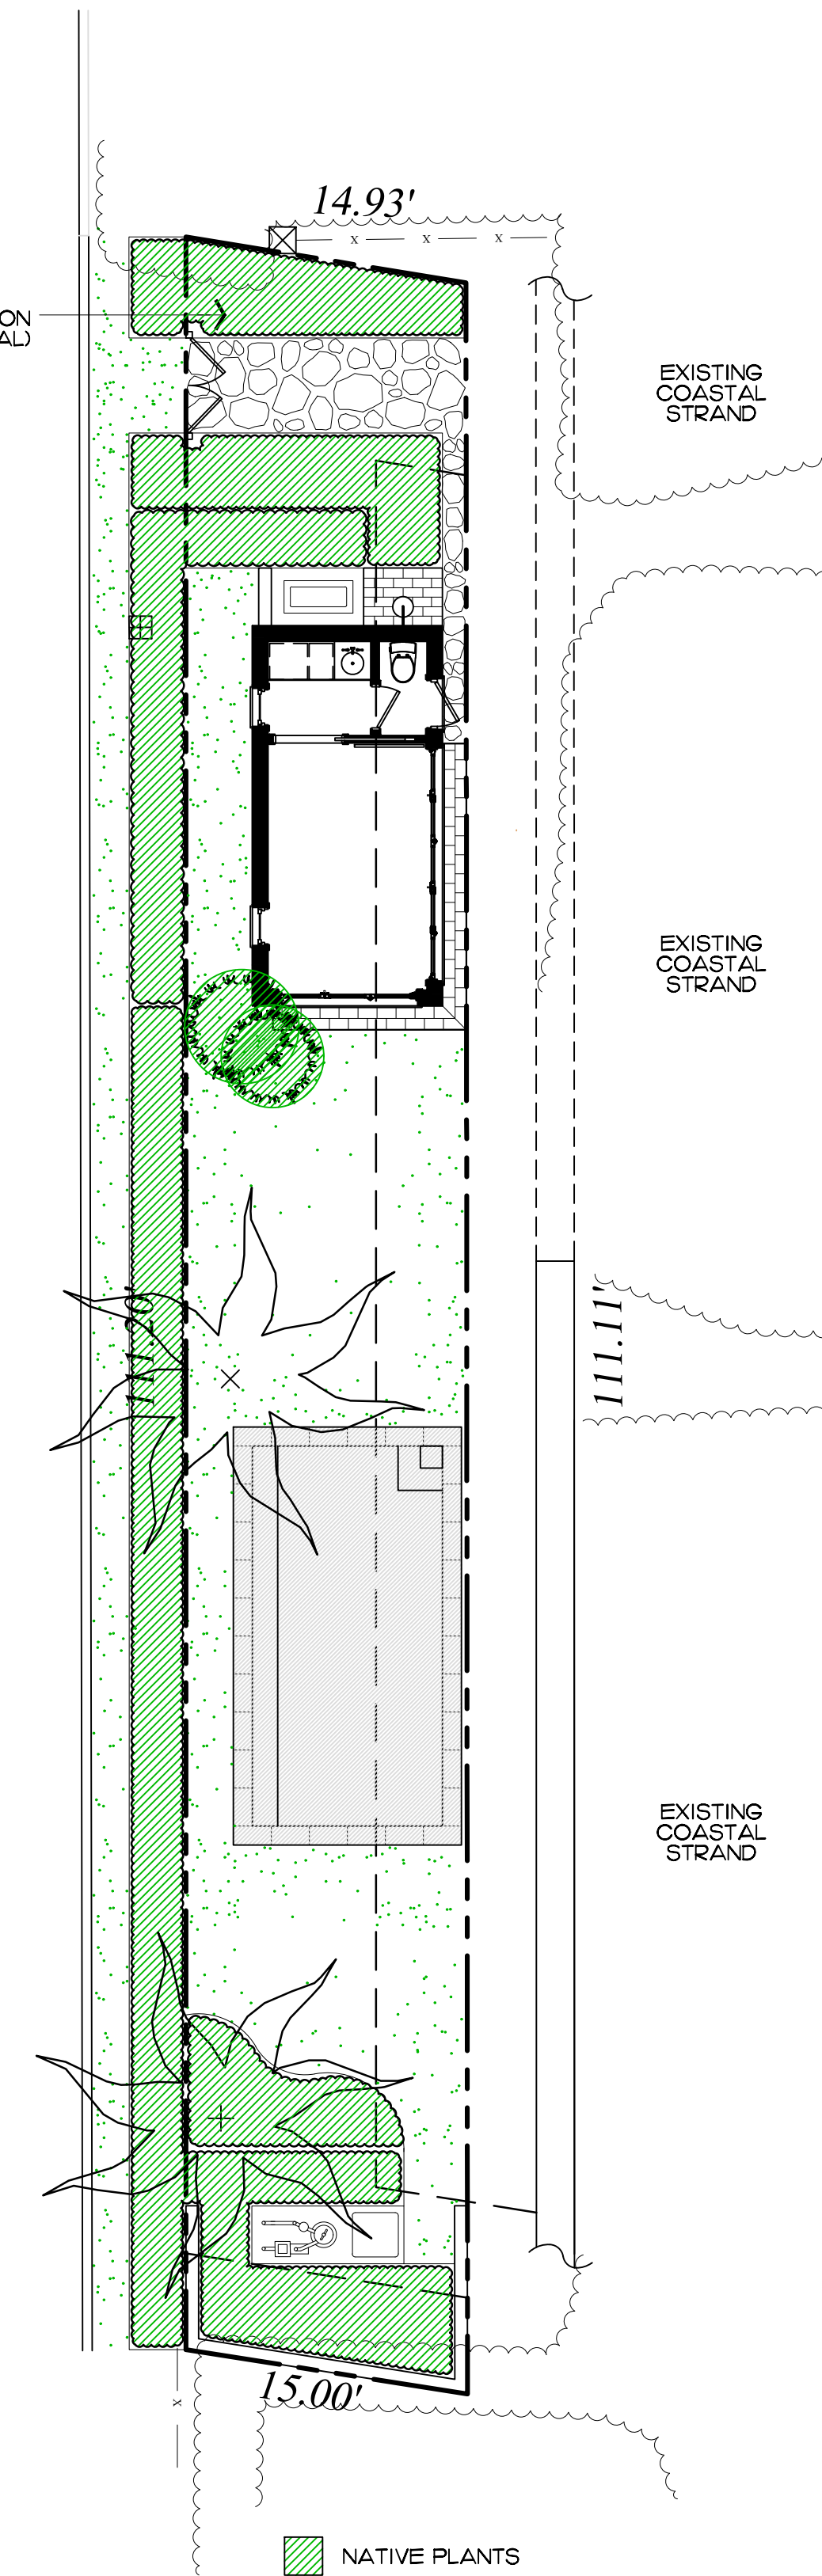 14.93'
x x x
ON
AL)
EXISTING
COASTAL
STRAND
EXISTING
COASTAL
STRAND
111.20'
111.11'
EXISTING
COASTAL
STRAND
15.00'
x
NATIVE PLANTS